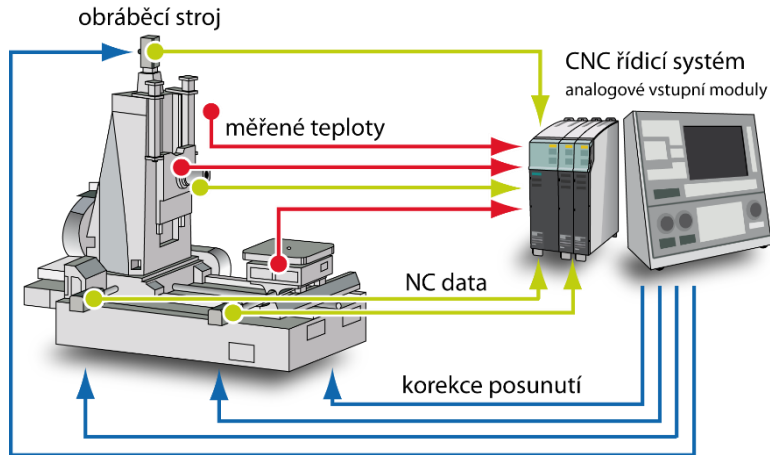 obráběcí stroj
CNC řídicí systém
analogové vstupní moduly
měřené teploty
NC data
korekce posunutí